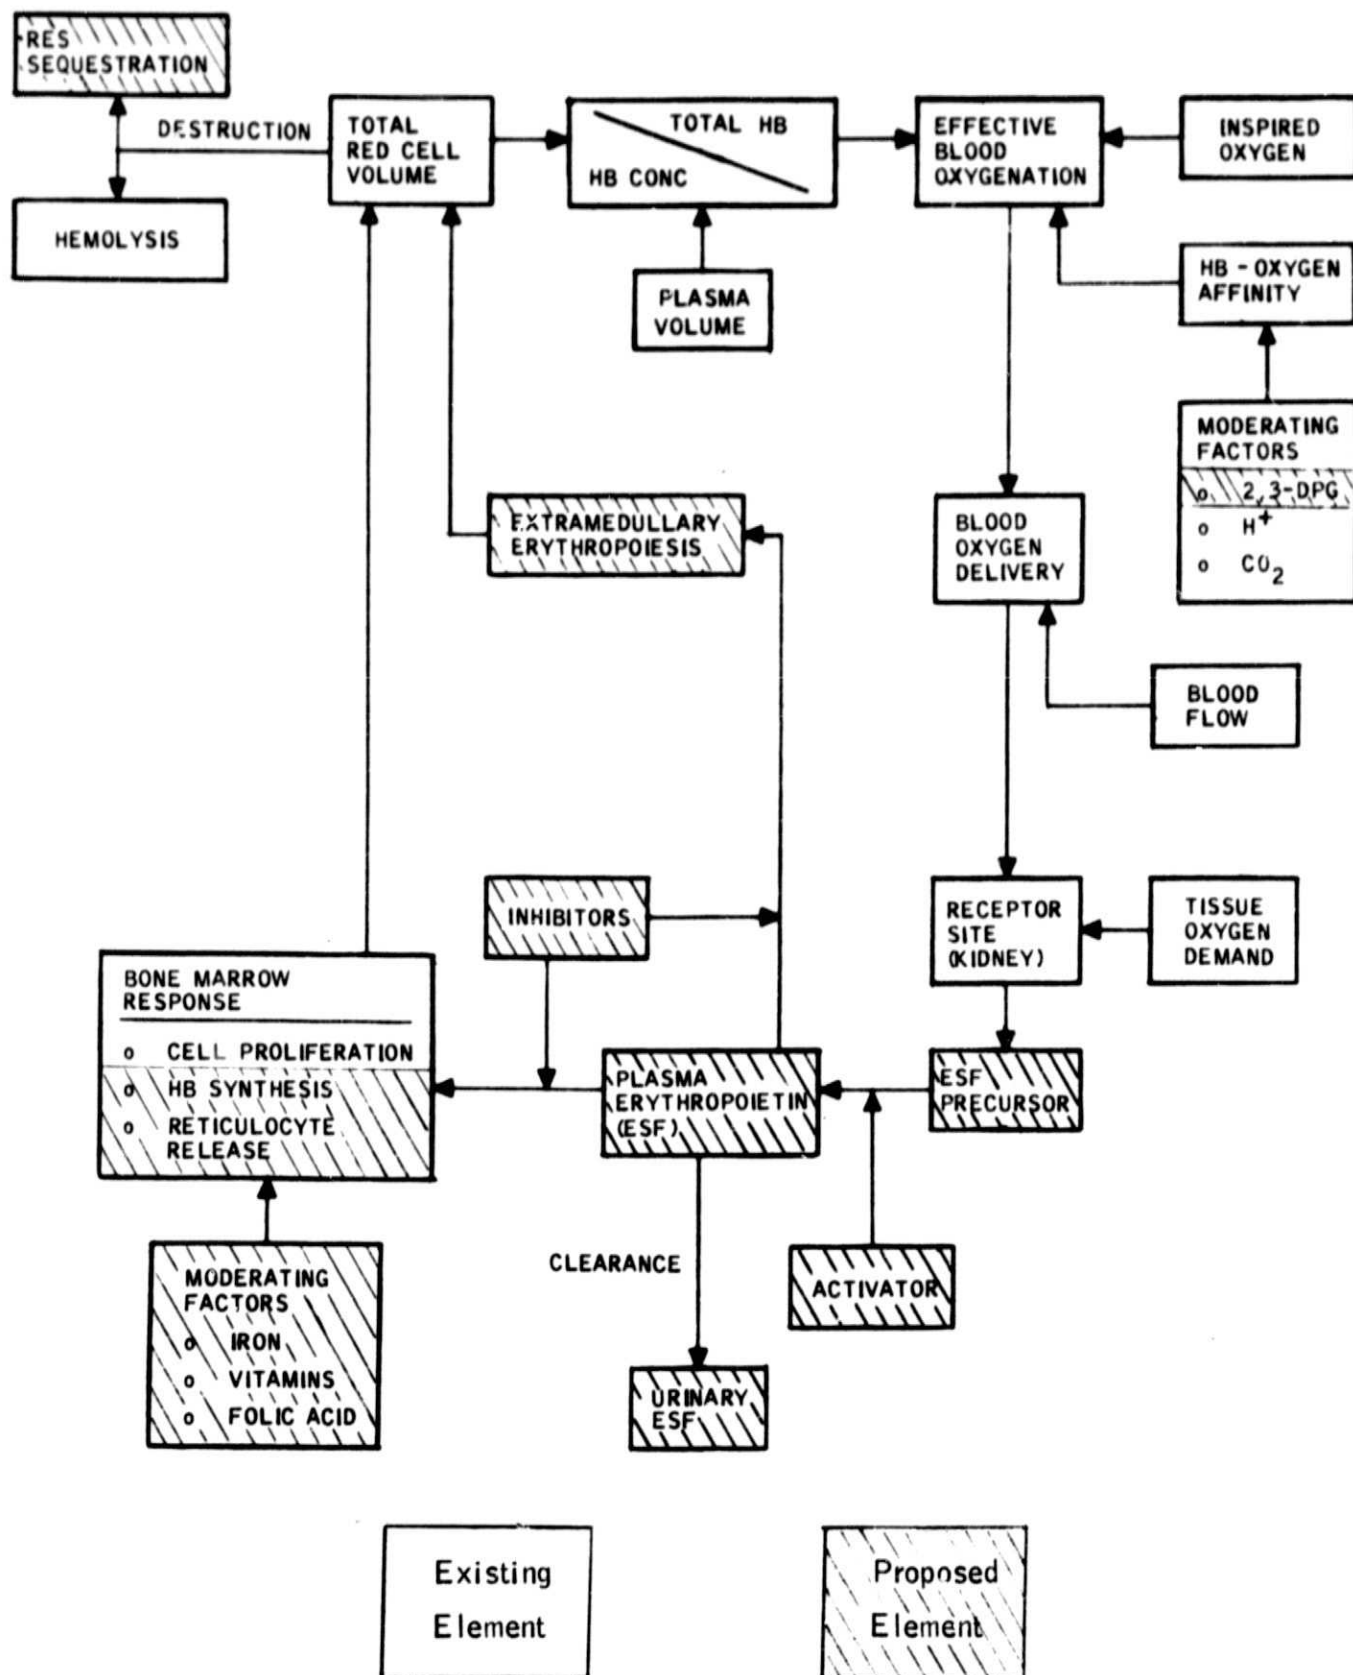 RES
SEQUESTRATION
DESTRUCTION
HEMOLYSIS
TOTAL
RED CELL
VOLUME
TOTAL HB
HB CONC
PLASMA
VOLUME
EFFECTIVE
BLOOD
OXYGENATION
INSPIRED
OXYGEN
HB - OXYGEN
AFFINITY
MODERATING
FACTORS
o 2,3-DPG
o H+
o CO2
EXTRAMEDULLARY
ERYTHROPOIESIS
BLOOD
OXYGEN
DELIVERY
BLOOD
FLOW
INHIBITORS
RECEPTOR
SITE
(KIDNEY)
TISSUE
OXYGEN
DEMAND
BONE MARROW
RESPONSE
o CELL PROLIFERATION
o HB SYNTHESIS
o RETICULOCYTE
RELEASE
PLASMA
ERYTHROPOIETIN
(ESF)
ESF
PRECURSOR
MODERATING
FACTORS
o IRON
o VITAMINS
o FOLIC ACID
CLEARANCE
ACTIVATOR
URINARY
ESF
Existing
Element
Proposed
Element